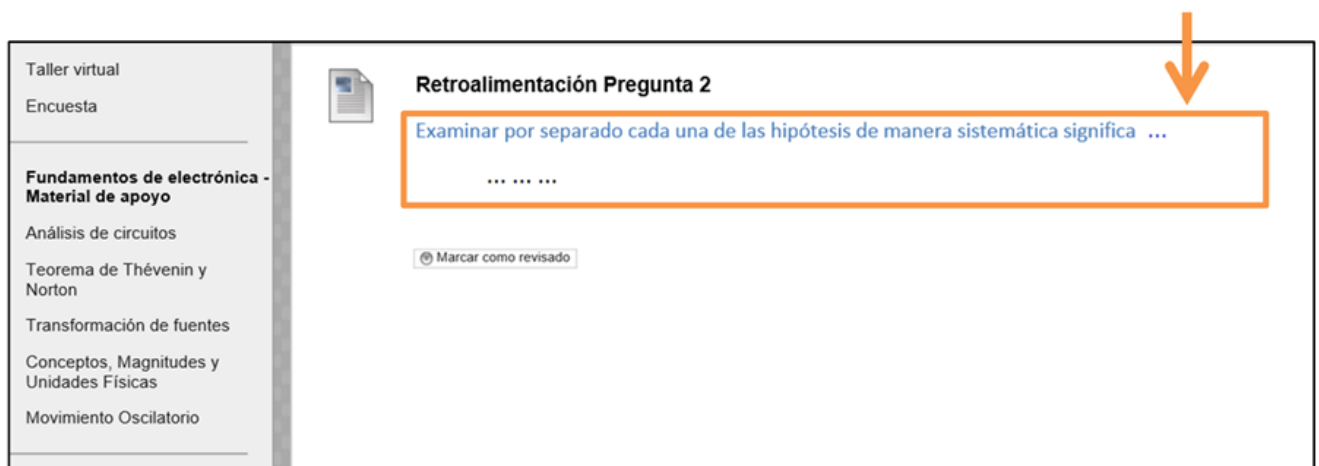 Taller virtual
Encuesta
Fundamentos de electrónica -
Material de apoyo
Análisis de circuitos
Teorema de Thévenin y
Norton
Transformación de fuentes
Conceptos, Magnitudes y
Unidades Físicas
Movimiento Oscilatorio
Retroalimentación Pregunta 2
Examinar por separado cada una de las hipótesis de manera sistemática significa ...
... ... ...
Marcar como revisado